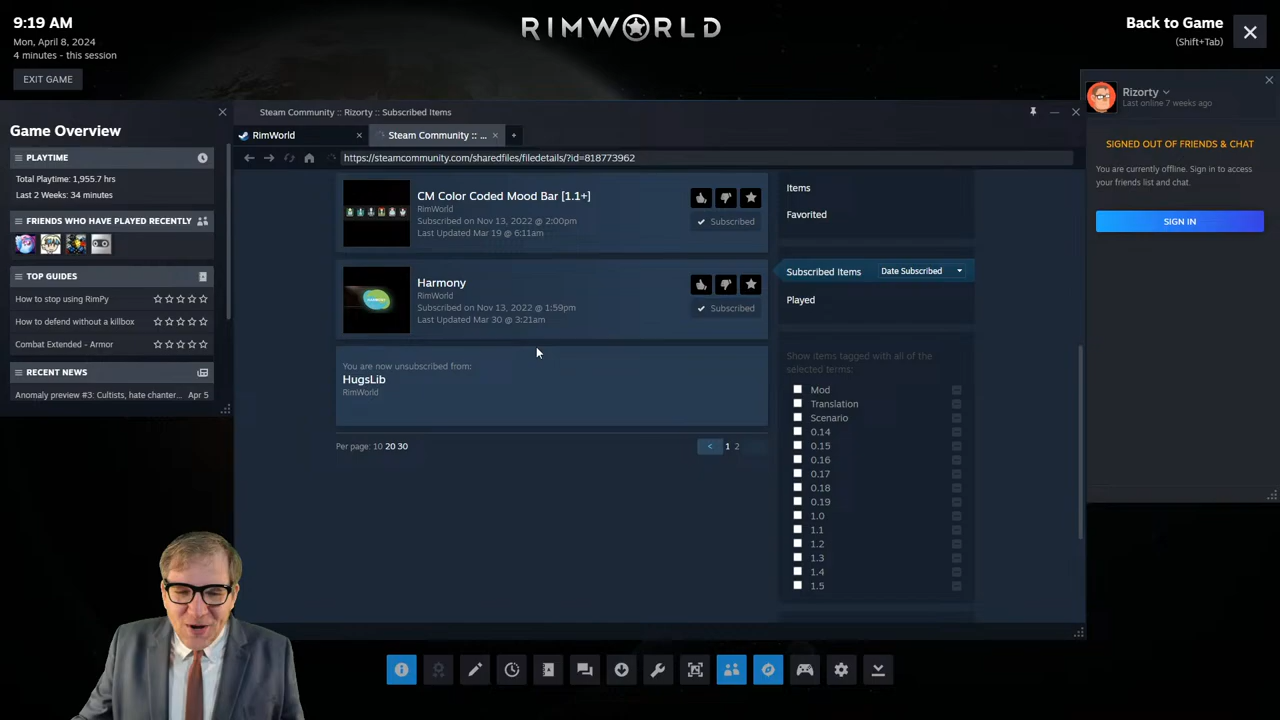 9:19 AM
Mon, April 8, 2024
4 minutes - this session
EXIT GAME
RIMWORLD
Back to Game
(Shift+Tab)
Game Overview
PLAYTIME
Total Playtime: 1,955.7 hrs
Last 2 Weeks: 34 minutes
FRIENDS WHO HAVE PLAYED RECENTLY
TOP GUIDES
How to stop using RimPy
How to defend without a killbox
Combat Extended - Armor
RECENT NEWS
Anomaly preview #3: Cultists, hate chanter... Apr 5
Steam Community :: Rizorty :: Subscribed Items
RimWorld
Steam Community :: ...
https://steamcommunity.com/sharedfiles/filedetails/?id=818773962
CM Color Coded Mood Bar [1.1+]
RimWorld
Subscribed on Nov 13, 2022 @ 2:00pm
Last Updated Mar 19 @ 6:11am
Subscribed
HARMONY
Harmony
RimWorld
Subscribed on Nov 13, 2022 @ 1:59pm
Last Updated Mar 30 @ 3:21am
Subscribed
You are now unsubscribed from:
HugsLib
RimWorld
Per page: 10 20 30
< 1 2
Items
Favorited
Subscribed Items
Date Subscribed
Played
Show items tagged with all of the
selected terms:
Mod
Translation
Scenario
0.14
0.15
0.16
0.17
0.18
0.19
1.0
1.1
1.2
1.3
1.4
1.5
Rizorty
Last online 7 weeks ago
SIGNED OUT OF FRIENDS & CHAT
You are currently offline. Sign in to access
your friends list and chat.
SIGN IN